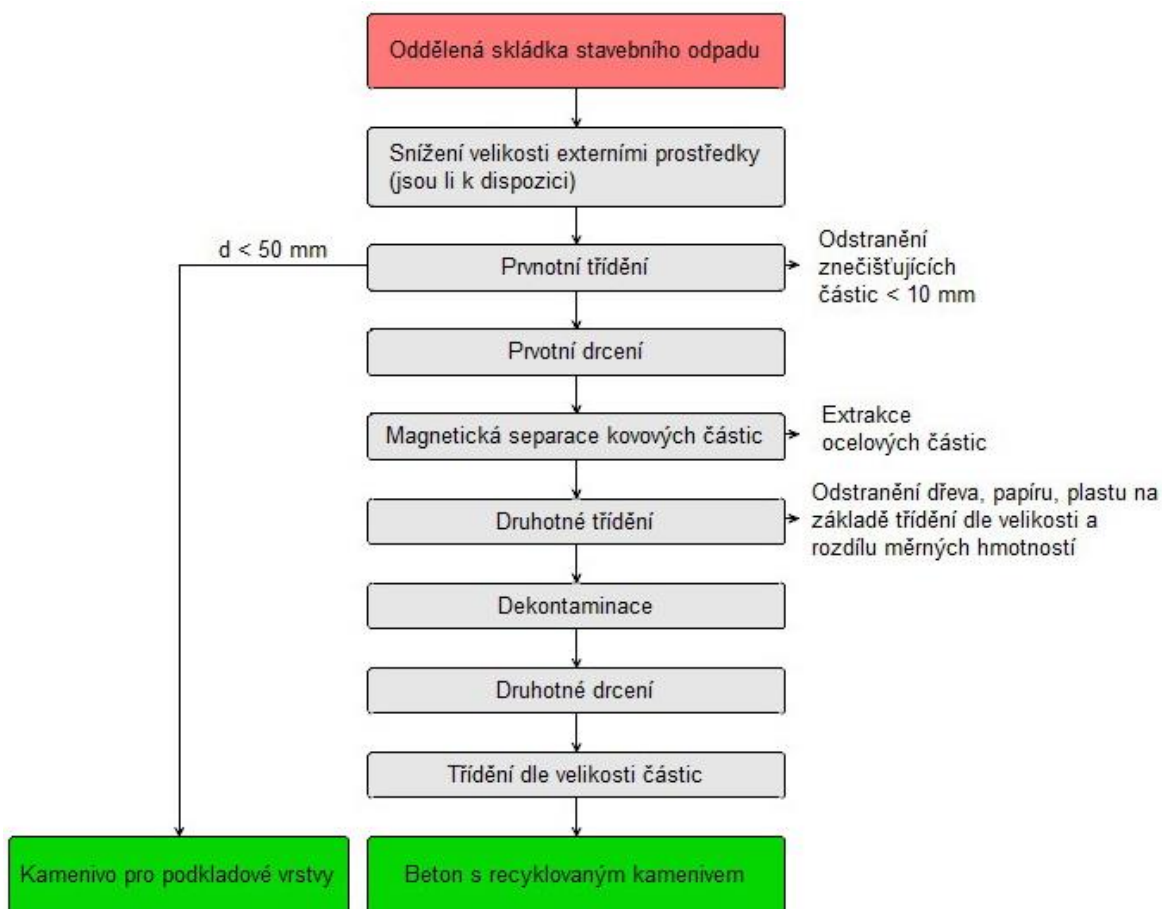 Oddělená skládka stavebního odpadu
Snížení velikosti externími prostředky
(jsou li k dispozici)
d < 50 mm
Prvnotní třídění
Odstranění
znečišťujících
částic < 10 mm
Prvotní drcení
Magnetická separace kovových částic
Extrakce
ocelových částic
Druhotné třídění
Odstranění dřeva, papíru, plastu na
základě třídění dle velikosti a
rozdílu měrných hmotností
Dekontaminace
Druhotné drcení
Třídění dle velikosti částic
Kamenivo pro podkladové vrstvy
Beton s recyklovaným kamenivem